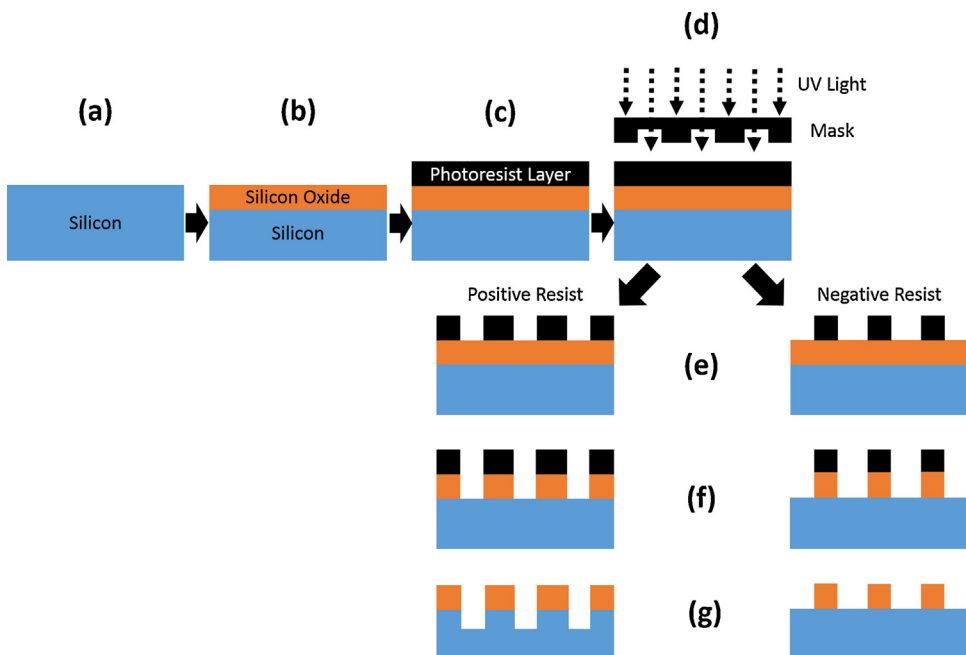 (d)
UV Light
(a)
(b)
(c)
Mask
Photoresist Layer
Silicon Oxide
Silicon
Silicon
Positive Resist
Negative Resist
(e)
(f)
(g)